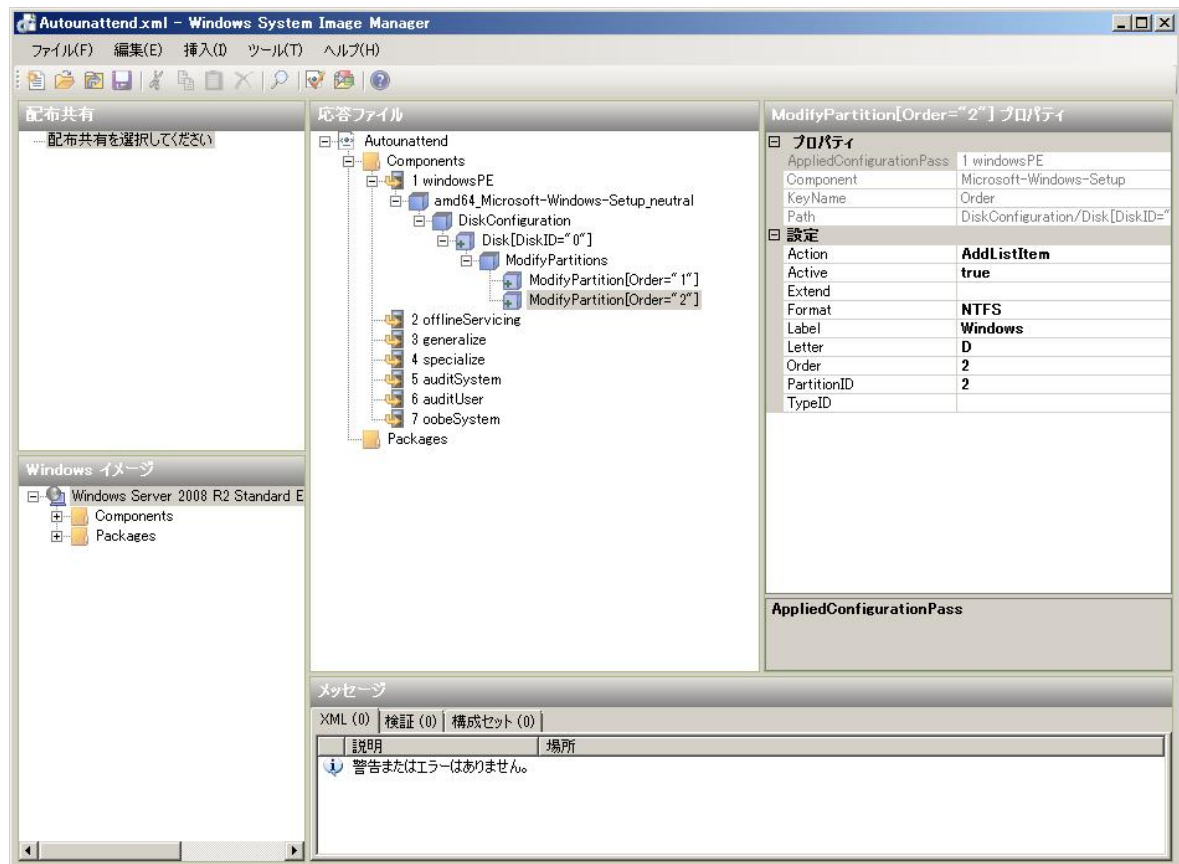 Autounattend.xml - Windows System Image Manager
ファイル(F) 編集(E) 挿入(I) ツール(T) ヘルプ(H)
配布共有
配布共有を選択してください
Windows イメージ
Windows Server 2008 R2 Standard E
Components
Packages
応答ファイル
Autounattend
Components
1 windowsPE
amd64_Microsoft-Windows-Setup_neutral
DiskConfiguration
Disk[DiskID="0"]
ModifyPartitions
ModifyPartition[Order="1"]
ModifyPartition[Order="2"]
2 offlineServicing
3 generalize
4 specialize
5 auditSystem
6 auditUser
7 oobeSystem
Packages
ModifyPartition[Order="2"] プロパティ
プロパティ
AppliedConfigurationPass 1 windowsPE
Component Microsoft-Windows-Setup
KeyName Order
Path DiskConfiguration/Disk[DiskID="
設定
Action AddListItem
Active true
Extend
Format NTFS
Label Windows
Letter D
Order 2
PartitionID 2
TypeID
AppliedConfigurationPass
メッセージ
XML (0) 検証 (0) 構成セット (0)
説明 場所
警告またはエラーはありません。